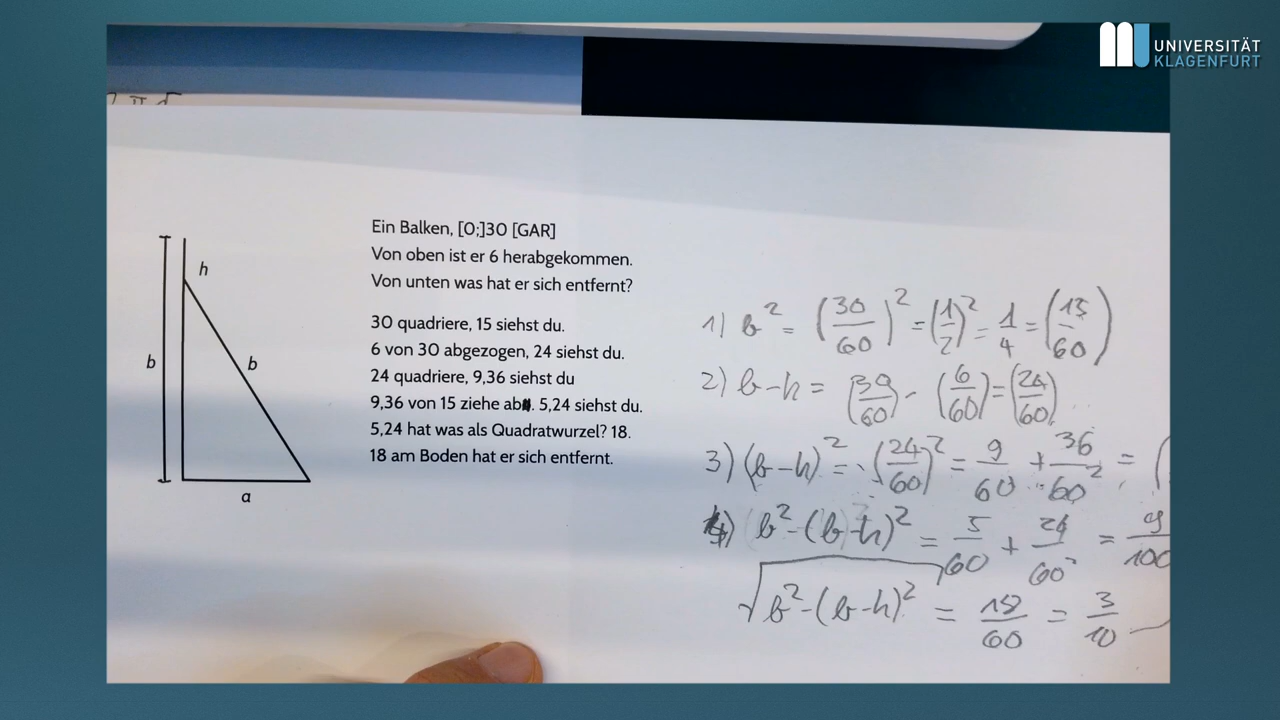 UNIVERSITÄT
KLAGENFURT
h
b
b
a
Ein Balken, [0;]30 [GAR]
Von oben ist er 6 herabgekommen.
Von unten was hat er sich entfernt?
30 quadriere, 15 siehst du.
6 von 30 abgezogen, 24 siehst du.
24 quadriere, 9,36 siehst du
9,36 von 15 ziehe ab. 5,24 siehst du.
5,24 hat was als Quadratwurzel? 18.
18 am Boden hat er sich entfernt.
1) b² = (30/60)² = (1/2)² = 1/4 = (15/60)
2) b-h = (30/60) - (6/60) = (24/60)
3) (b-h)² = (24/60)² = 9/60 + 36/60² = (
4) b²-(b-h)² = 5/60 + 24/60² = 9/100
√b²-(b-h)² = 18/60 = 3/10